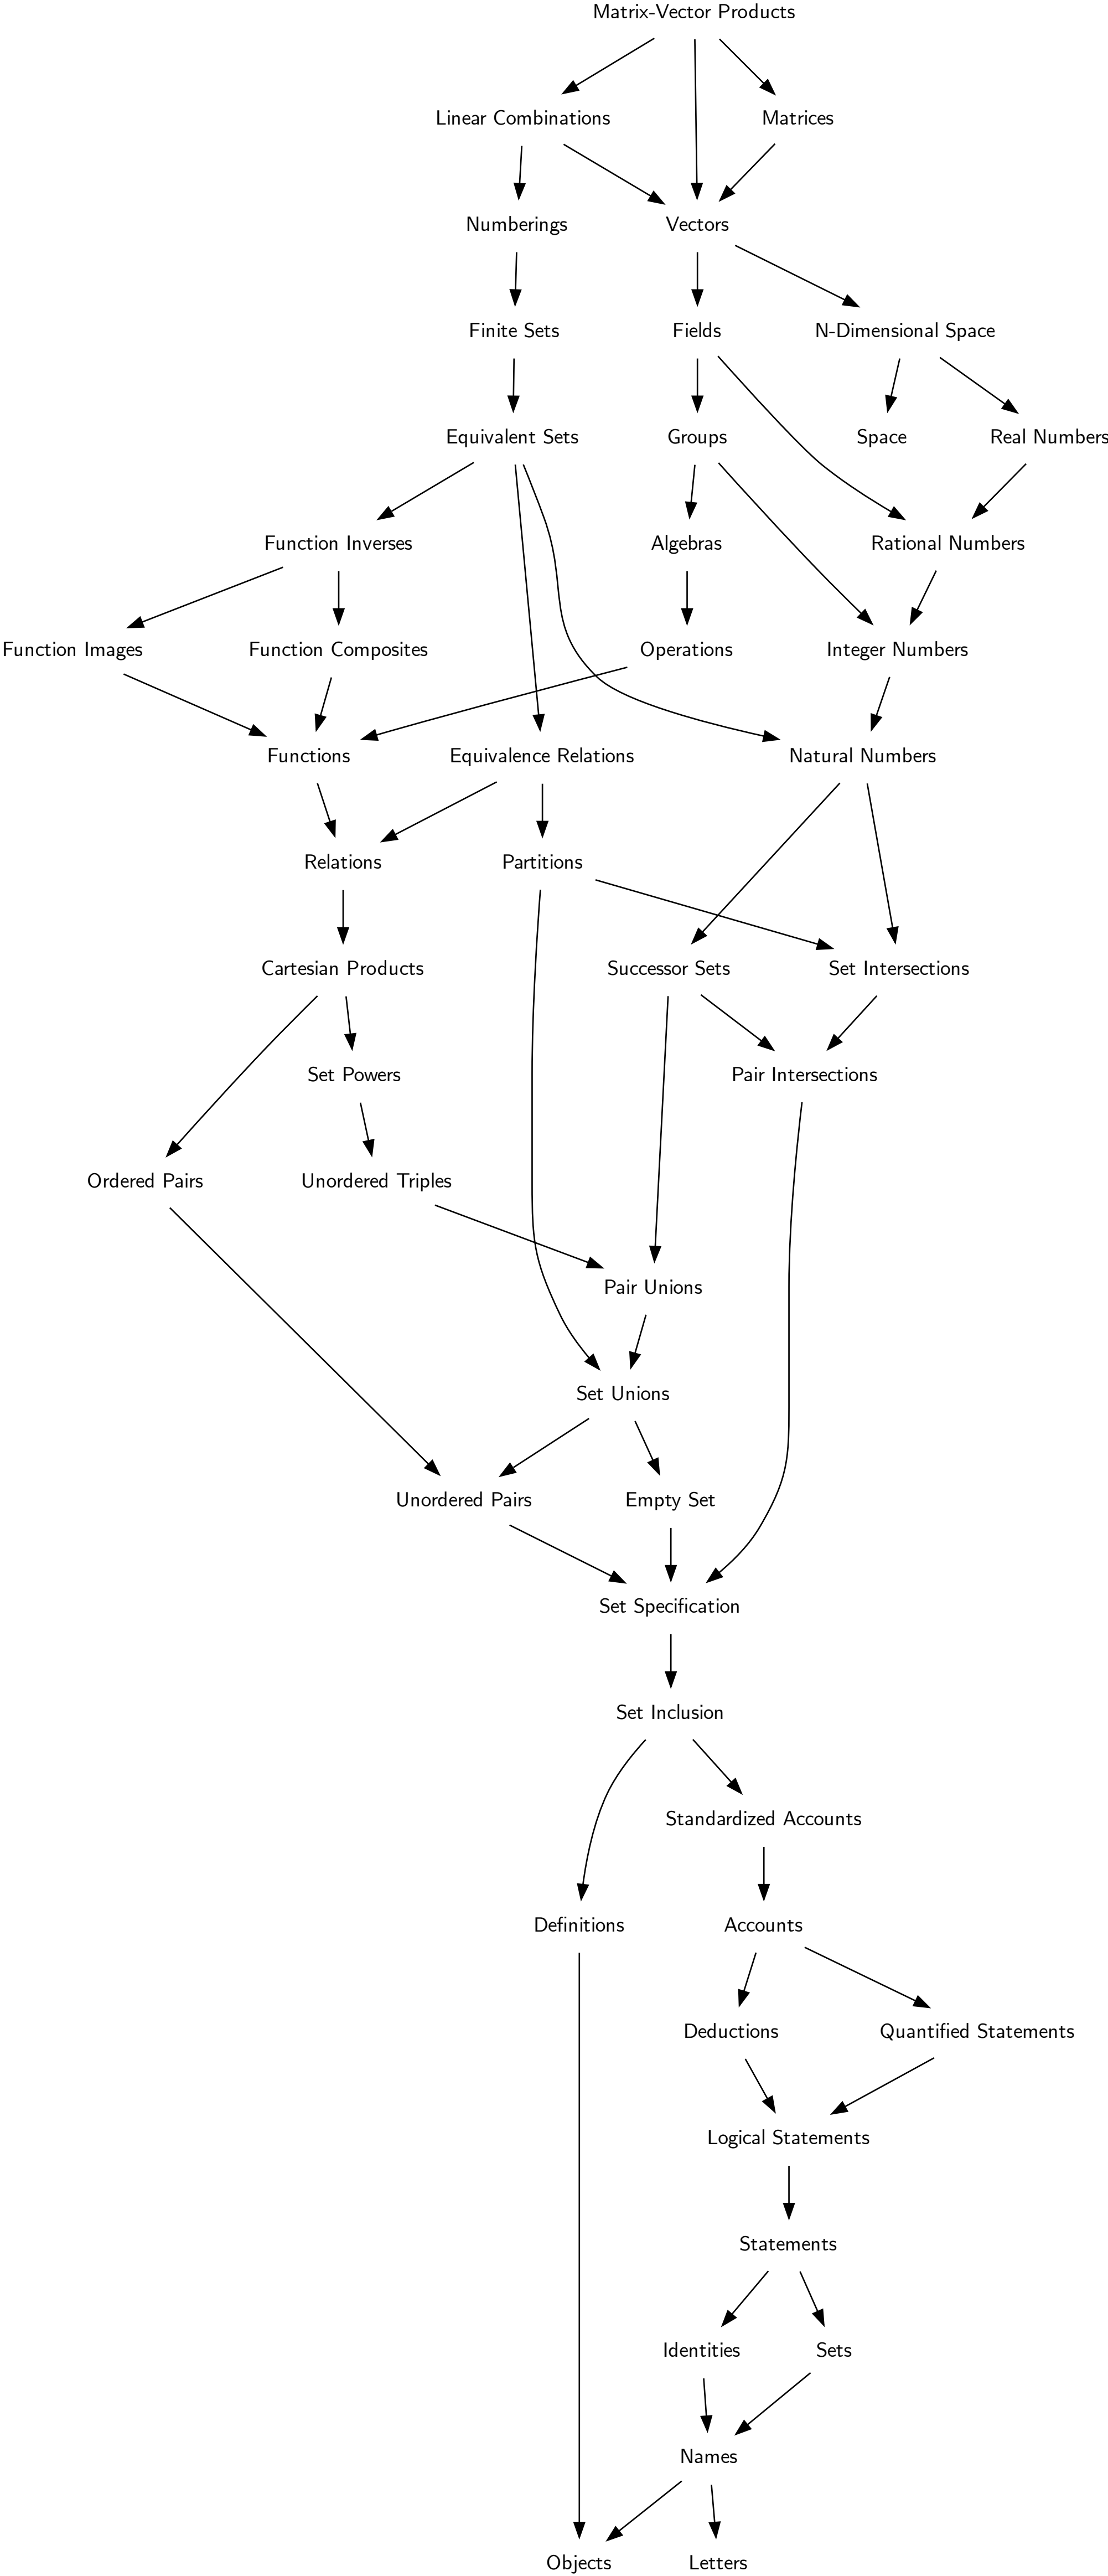 Matrix-Vector Products
Linear Combinations
Matrices
Numberings
Vectors
Finite Sets
Fields
N-Dimensional Space
Equivalent Sets
Groups
Space
Real Numbers
Function Inverses
Algebras
Rational Numbers
Function Images
Function Composites
Operations
Integer Numbers
Functions
Equivalence Relations
Natural Numbers
Relations
Partitions
Cartesian Products
Successor Sets
Set Intersections
Set Powers
Pair Intersections
Ordered Pairs
Unordered Triples
Pair Unions
Set Unions
Unordered Pairs
Empty Set
Set Specification
Set Inclusion
Standardized Accounts
Definitions
Accounts
Deductions
Quantified Statements
Logical Statements
Statements
Identities
Sets
Names
Objects
Letters